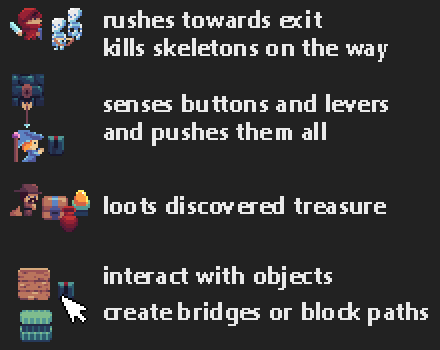 rushes towards exit
kills skeletons on the way
senses buttons and levers
and pushes them all
loots discovered treasure
interact with objects
create bridges or block paths